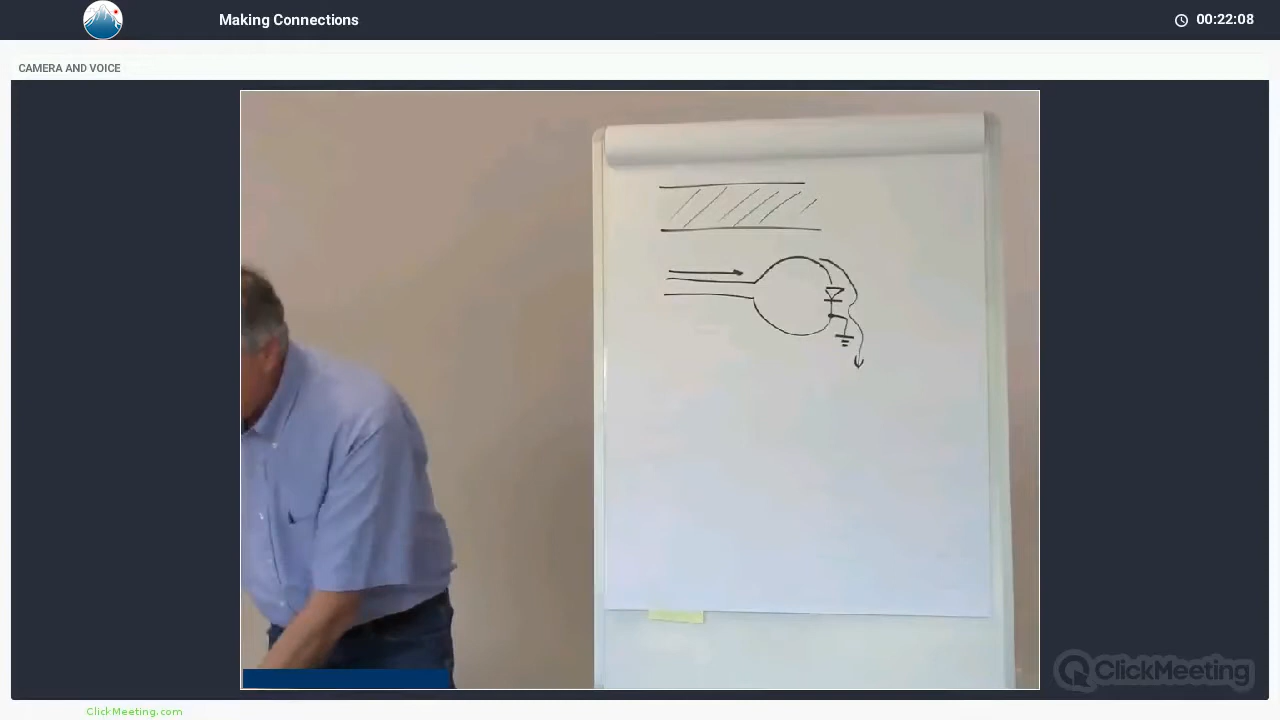 Making Connections
00:22:08
CAMERA AND VOICE
ClickMeeting
ClickMeeting.com